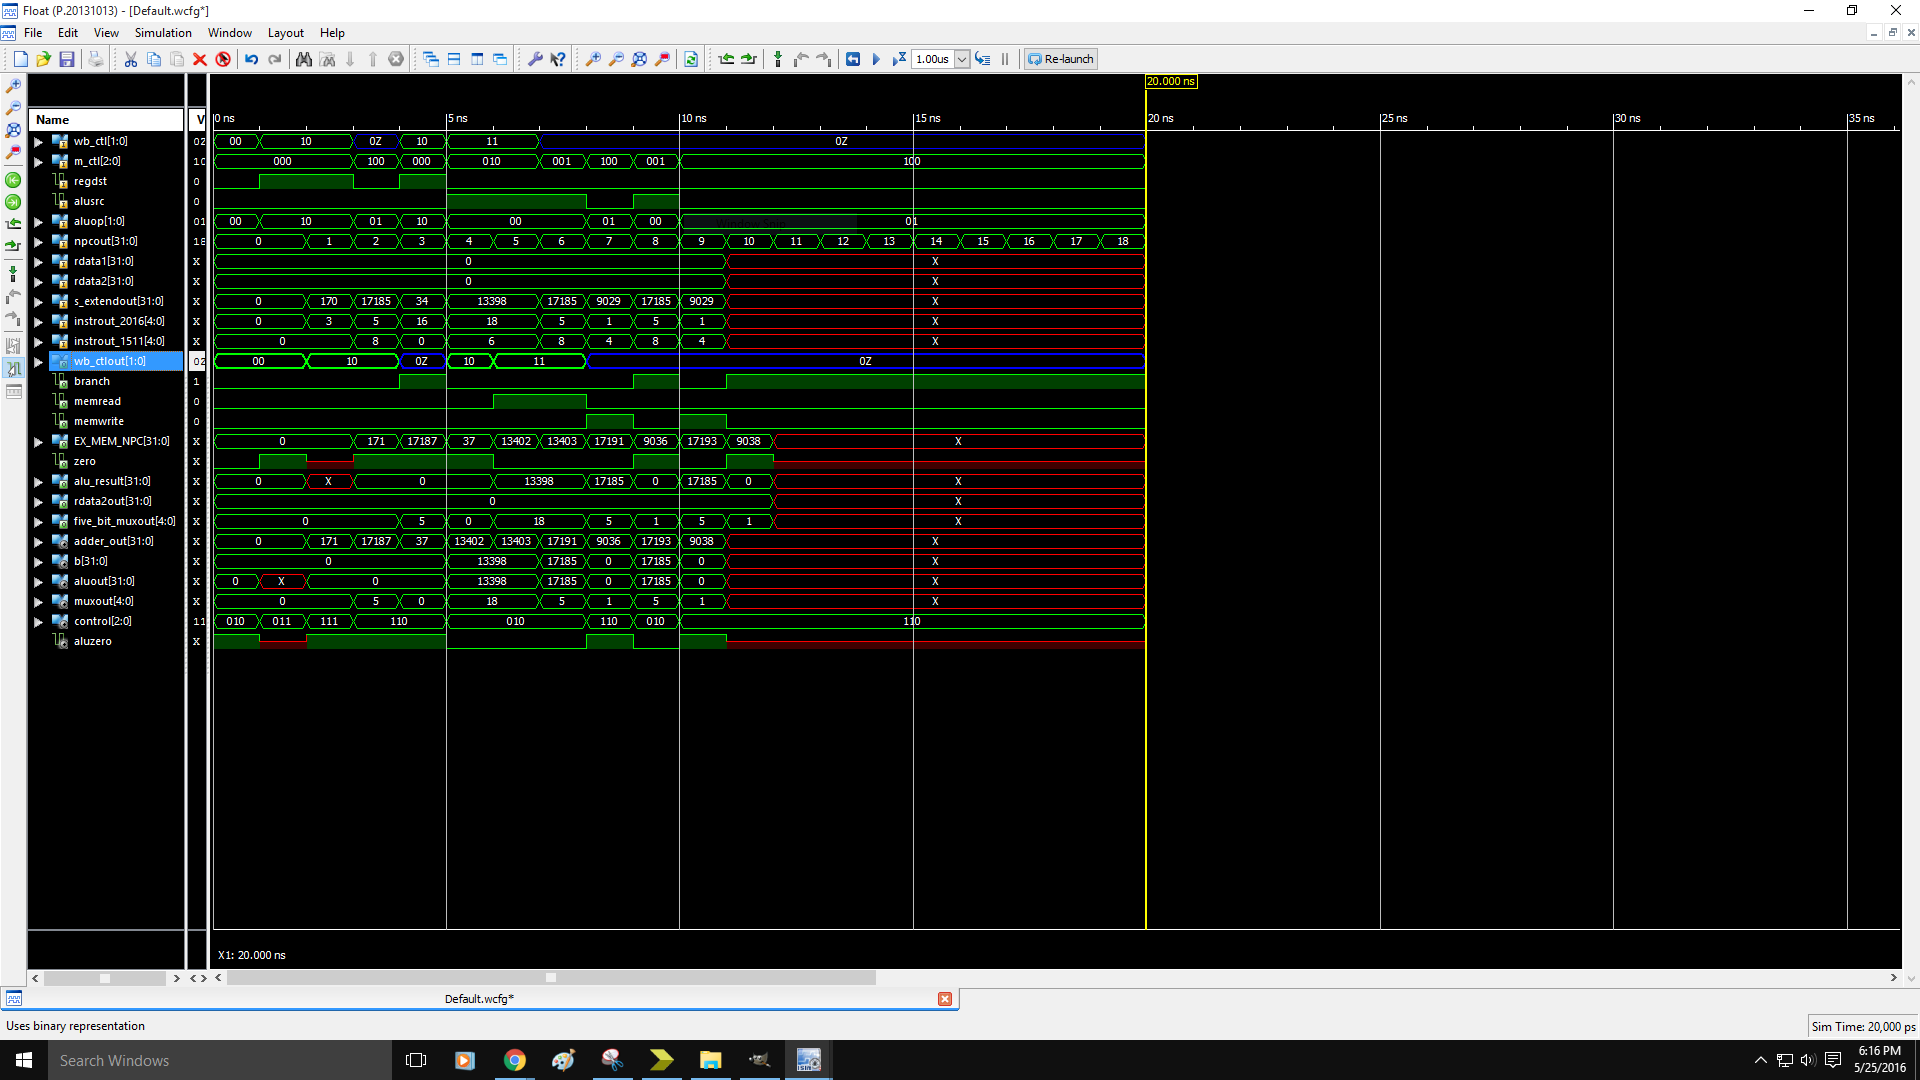 Float (P.20131013) - [Default.wcfg*]
File Edit View Simulation Window Layout Help
1.00us Re-launch
20.000 ns
Name V 0 ns 5 ns 10 ns 15 ns 20 ns 25 ns 30 ns 35 ns
wb_ctl[1:0] 0Z 00 10 0Z 10 11 0Z
m_ctl[2:0] 10 000 100 000 010 001 100 001 100
regdst 0
alusrc 0
aluop[1:0] 01 00 10 01 10 00 01 00 01
npcout[31:0] 18 0 1 2 3 4 5 6 7 8 9 10 11 12 13 14 15 16 17 18
rdata1[31:0] X 0 X
rdata2[31:0] X 0 X
s_extendout[31:0] X 0 170 17185 34 13398 17185 9029 17185 9029 X
instrout_2016[4:0] X 0 3 5 16 18 5 1 5 1 X
instrout_1511[4:0] X 0 8 0 6 8 4 8 4 X
wb_ctlout[1:0] 0Z 00 10 0Z 10 11 0Z
branch 1
memread 0
memwrite 0
EX_MEM_NPC[31:0] X 0 171 17187 37 13402 13403 17191 9036 17193 9038 X
zero X
alu_result[31:0] X 0 X 0 13398 17185 0 17185 0 X
rdata2out[31:0] X 0 X
five_bit_muxout[4:0] X 0 5 0 18 5 1 5 1 X
adder_out[31:0] X 0 171 17187 37 13402 13403 17191 9036 17193 9038 X
b[31:0] X 0 13398 17185 0 17185 0 X
aluout[31:0] X 0 X 0 13398 17185 0 17185 0 X
muxout[4:0] X 0 5 0 18 5 1 5 1 X
control[2:0] 11 010 011 111 110 010 110 010 110
aluzero X
X1: 20.000 ns
Default.wcfg*
Uses binary representation
Sim Time: 20,000 ps
Search Windows
6:16 PM
5/25/2016